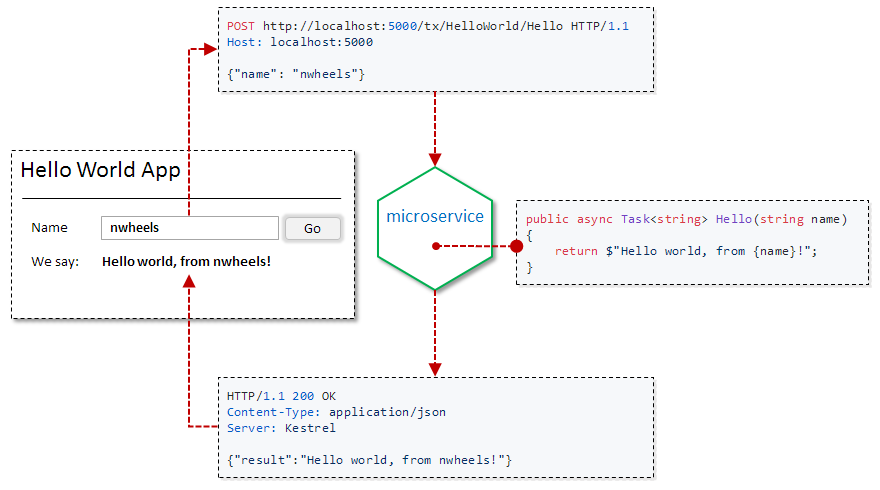 POST http://localhost:5000/tx/HelloWorld/Hello HTTP/1.1
Host: localhost:5000
{"name": "nwheels"}
Hello World App
Name nwheels Go
We say: Hello world, from nwheels!
microservice
public async Task<string> Hello(string name)
{
    return $"Hello world, from {name}!";
}
HTTP/1.1 200 OK
Content-Type: application/json
Server: Kestrel
{"result":"Hello world, from nwheels!"}